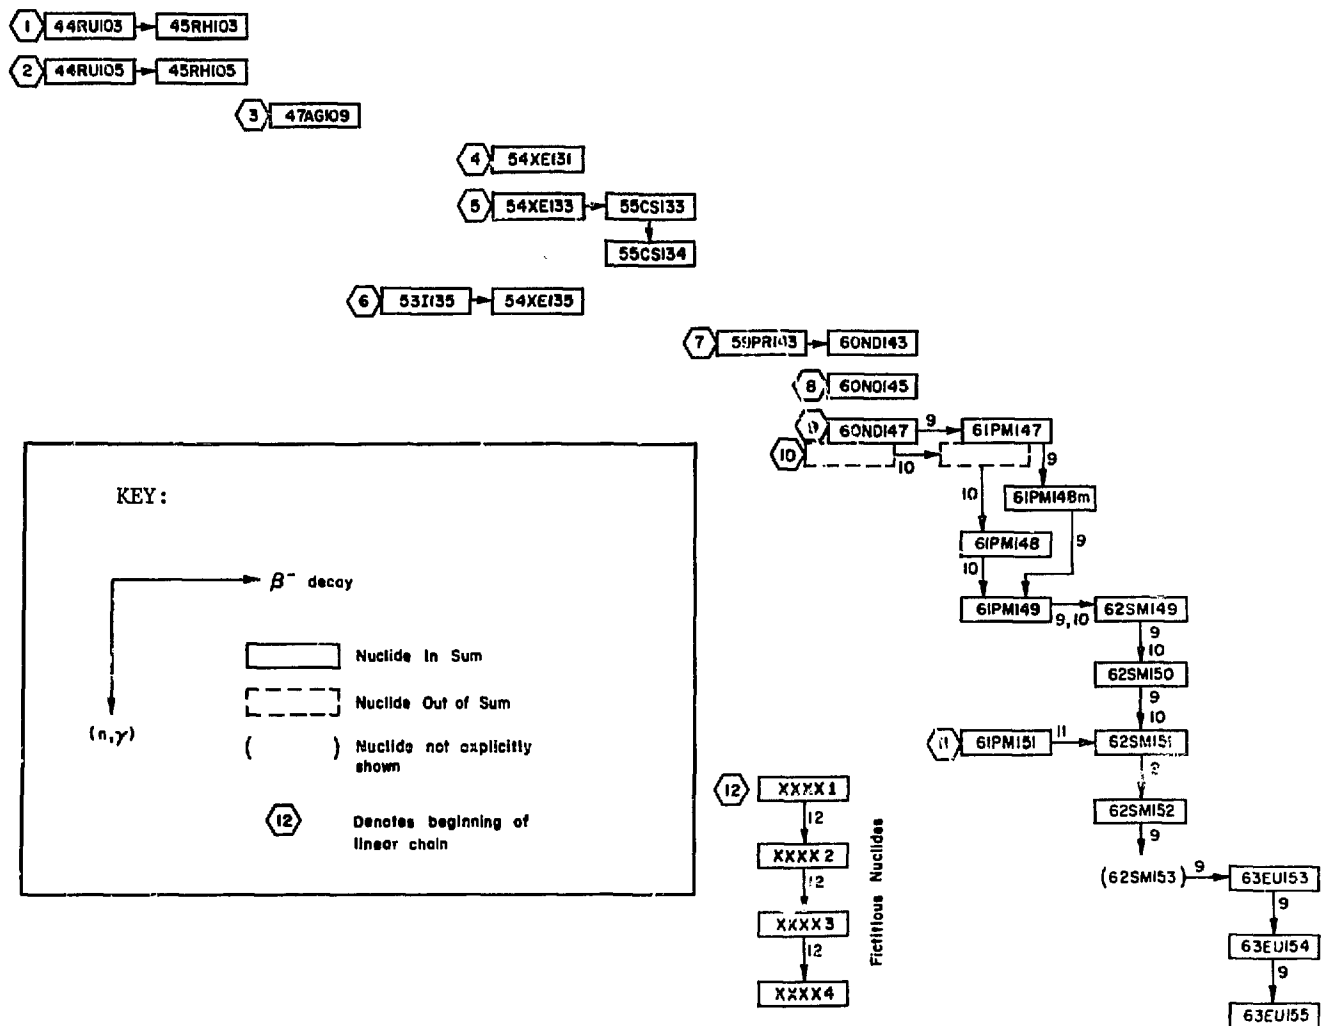 1 44RU103 45RH103
2 44RU105 45RH105
3 47AG109
4 54XE131
5 54XE133 55CS133
55CS134
6 53I135 54XE135
7 59PR143 60ND143
8 60ND145
9 60ND147 9 61PM147
10 10 9
10 61PM148m
61PM148 9
10
61PM149 9,10 62SM149
9
10
62SM150
9
10
11 61PM151 11 62SM151
9
62SM152
9
(62SM153) 9 63EU153
9
63EU154
9
63EU155
12 XXXX1
12
XXXX2
12
XXXX3
12
XXXX4
Fictitious Nuclides
KEY:
β⁻ decay
(n,γ)
Nuclide In Sum
Nuclide Out of Sum
( ) Nuclide not explicitly
shown
12 Denotes beginning of
linear chain